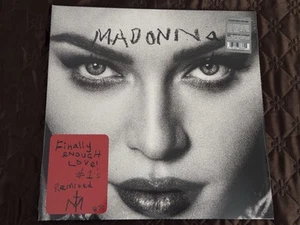 MADONNA
Finally
ENOUGH
LOVE:
#1's
Remixed
M